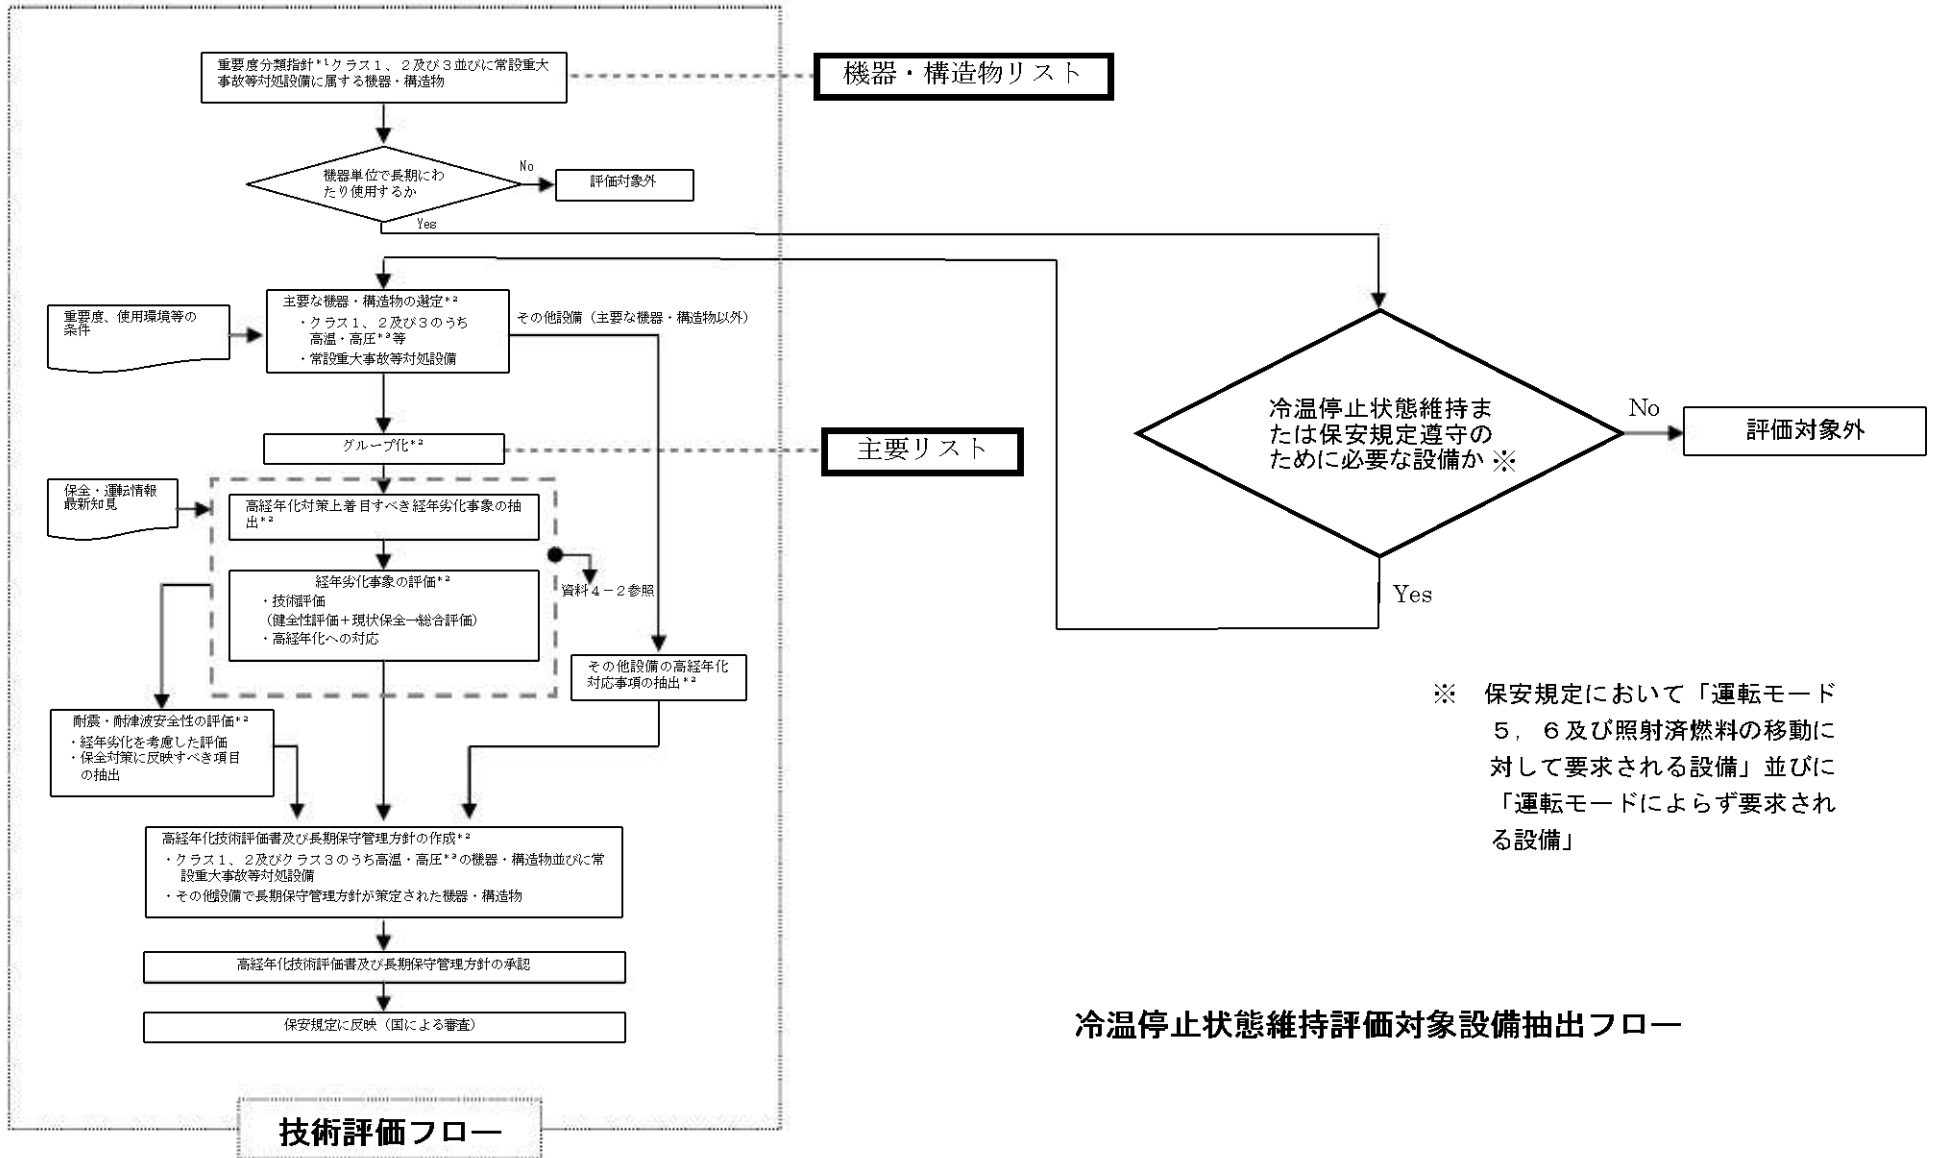 重要度分類指針*1クラス1、2及び3並びに常設重大
事故等対処設備に属する機器・構造物
機器・構造物リスト
機器単位で長期にわ
たり使用するか
No
評価対象外
Yes
重要度、使用環境等の
条件
主要な機器・構造物の選定*2
・クラス1、2及び3のうち
高温・高圧*3等
・常設重大事故等対処設備
その他設備(主要な機器・構造物以外)
冷温停止状態維持ま
たは保安規定遵守の
ために必要な設備か※
No
評価対象外
Yes
グループ化*2
主要リスト
保全・運転情報
最新知見
高経年化対策上着目すべき経年劣化事象の抽
出*2
経年劣化事象の評価*2
・技術評価
(健全性評価+現状保全→総合評価)
・高経年化への対応
資料4-2参照
その他設備の高経年化
対応事項の抽出*2
耐震・耐津波安全性の評価*2
・経年劣化を考慮した評価
・保全対策に反映すべき項目
の抽出
※ 保安規定において「運転モード
5,6及び照射済燃料の移動に
対して要求される設備」並びに
「運転モードによらず要求され
る設備」
高経年化技術評価書及び長期保守管理方針の作成*2
・クラス1、2及びクラス3のうち高温・高圧*3の機器・構造物並びに常
設重大事故等対処設備
・その他設備で長期保守管理方針が策定された機器・構造物
高経年化技術評価書及び長期保守管理方針の承認
保安規定に反映(国による審査)
冷温停止状態維持評価対象設備抽出フロー
技術評価フロー